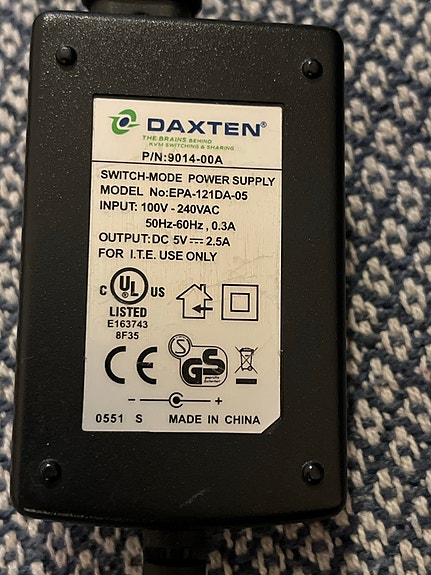 DAXTEN®
THE BRAINS BEHIND
KVM SWITCHING & SHARING
P/N:9014-00A
SWITCH-MODE POWER SUPPLY
MODEL No:EPA-121DA-05
INPUT: 100V - 240VAC
50Hz-60Hz , 0.3A
OUTPUT:DC 5V⎓2.5A
FOR I.T.E. USE ONLY
C UL US
LISTED
E163743
8F35
CE S GS
- +
0551 S MADE IN CHINA